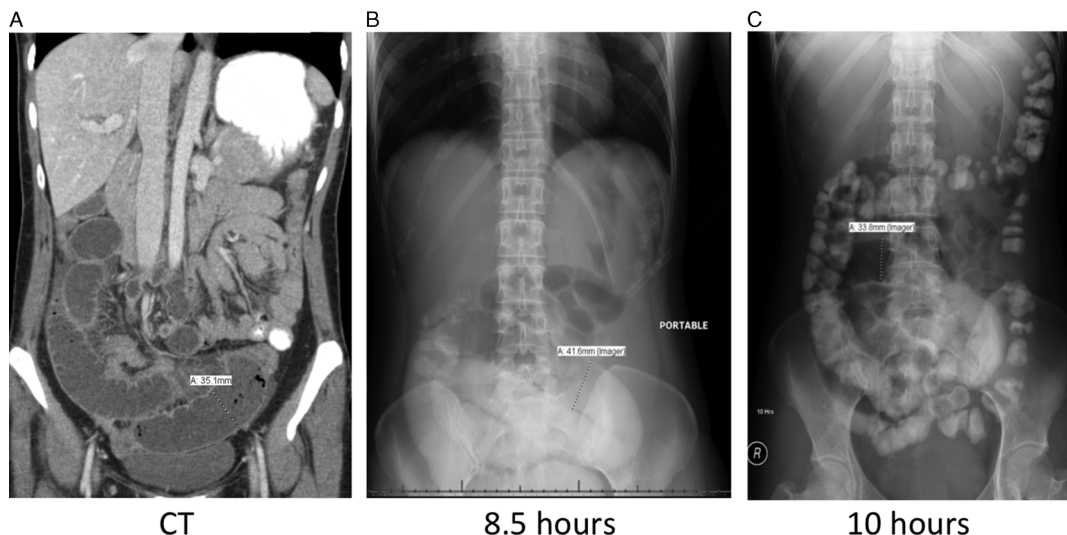 A
B
C
A: 35.1mm
A: 41.6mm (Imager)
PORTABLE
A: 33.8mm (Imager)
10 Hrs
R
CT
8.5 hours
10 hours